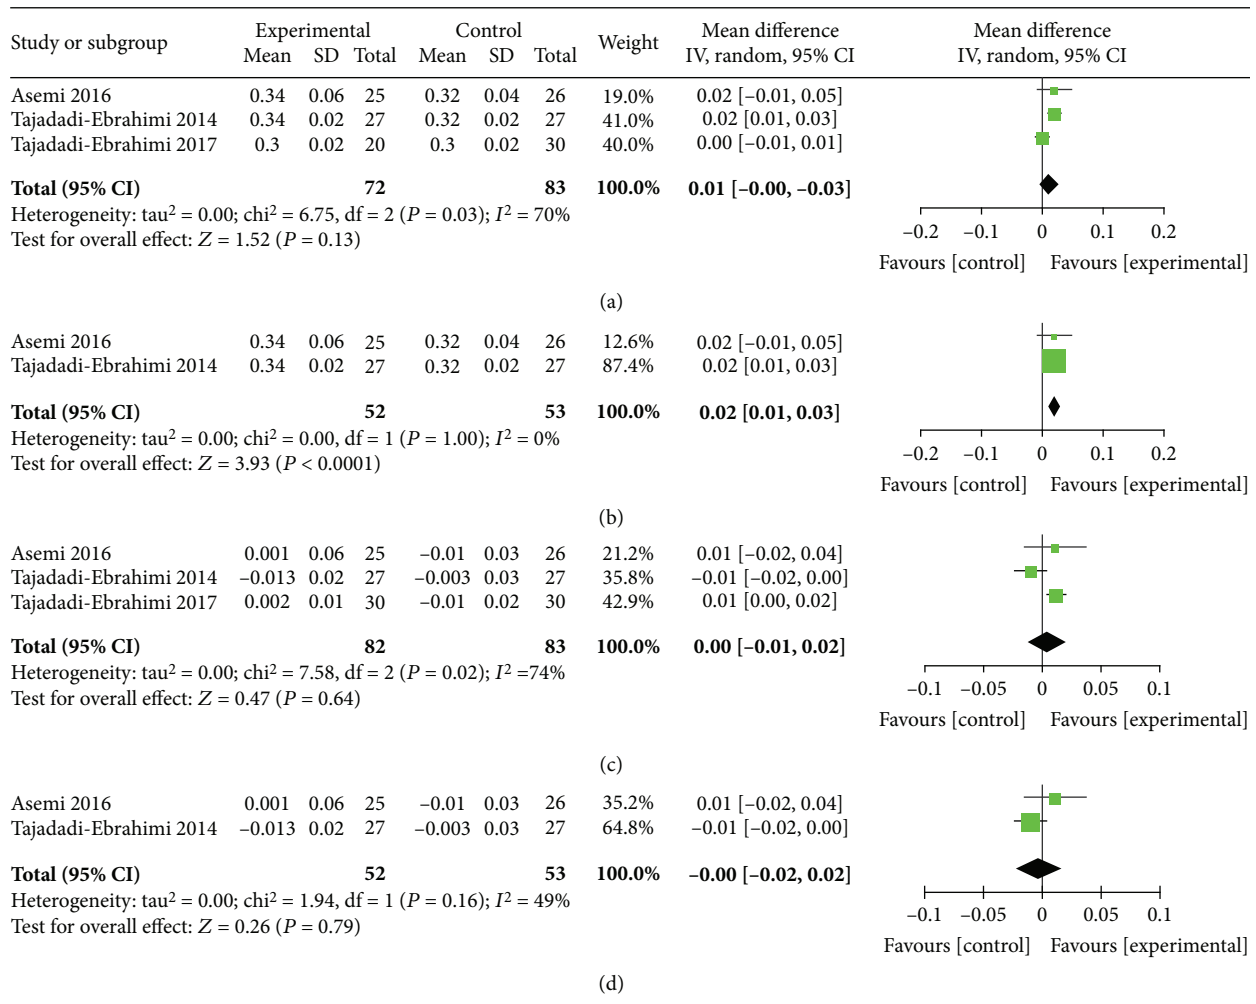 Study or subgroup Experimental Control Weight Mean difference Mean difference
Mean SD Total Mean SD Total IV, random, 95% CI IV, random, 95% CI
Asemi 2016 0.34 0.06 25 0.32 0.04 26 19.0% 0.02 [–0.01, 0.05]
Tajadadi-Ebrahimi 2014 0.34 0.02 27 0.32 0.02 27 41.0% 0.02 [0.01, 0.03]
Tajadadi-Ebrahimi 2017 0.3 0.02 20 0.3 0.02 30 40.0% 0.00 [–0.01, 0.01]
Total (95% CI) 72 83 100.0% 0.01 [–0.00, –0.03]
Heterogeneity: tau² = 0.00; chi² = 6.75, df = 2 (P = 0.03); I² = 70%
Test for overall effect: Z = 1.52 (P = 0.13)
–0.2 –0.1 0 0.1 0.2
Favours [control] Favours [experimental]
(a)
Asemi 2016 0.34 0.06 25 0.32 0.04 26 12.6% 0.02 [–0.01, 0.05]
Tajadadi-Ebrahimi 2014 0.34 0.02 27 0.32 0.02 27 87.4% 0.02 [0.01, 0.03]
Total (95% CI) 52 53 100.0% 0.02 [0.01, 0.03]
Heterogeneity: tau² = 0.00; chi² = 0.00, df = 1 (P = 1.00); I² = 0%
Test for overall effect: Z = 3.93 (P < 0.0001)
–0.2 –0.1 0 0.1 0.2
Favours [control] Favours [experimental]
(b)
Asemi 2016 0.001 0.06 25 –0.01 0.03 26 21.2% 0.01 [–0.02, 0.04]
Tajadadi-Ebrahimi 2014 –0.013 0.02 27 –0.003 0.03 27 35.8% –0.01 [–0.02, 0.00]
Tajadadi-Ebrahimi 2017 0.002 0.01 30 –0.01 0.02 30 42.9% 0.01 [0.00, 0.02]
Total (95% CI) 82 83 100.0% 0.00 [–0.01, 0.02]
Heterogeneity: tau² = 0.00; chi² = 7.58, df = 2 (P = 0.02); I² =74%
Test for overall effect: Z = 0.47 (P = 0.64)
–0.1 –0.05 0 0.05 0.1
Favours [control] Favours [experimental]
(c)
Asemi 2016 0.001 0.06 25 –0.01 0.03 26 35.2% 0.01 [–0.02, 0.04]
Tajadadi-Ebrahimi 2014 –0.013 0.02 27 –0.003 0.03 27 64.8% –0.01 [–0.02, 0.00]
Total (95% CI) 52 53 100.0% –0.00 [–0.02, 0.02]
Heterogeneity: tau² = 0.00; chi² = 1.94, df = 1 (P = 0.16); I² = 49%
Test for overall effect: Z = 0.26 (P = 0.79)
–0.1 –0.05 0 0.05 0.1
Favours [control] Favours [experimental]
(d)